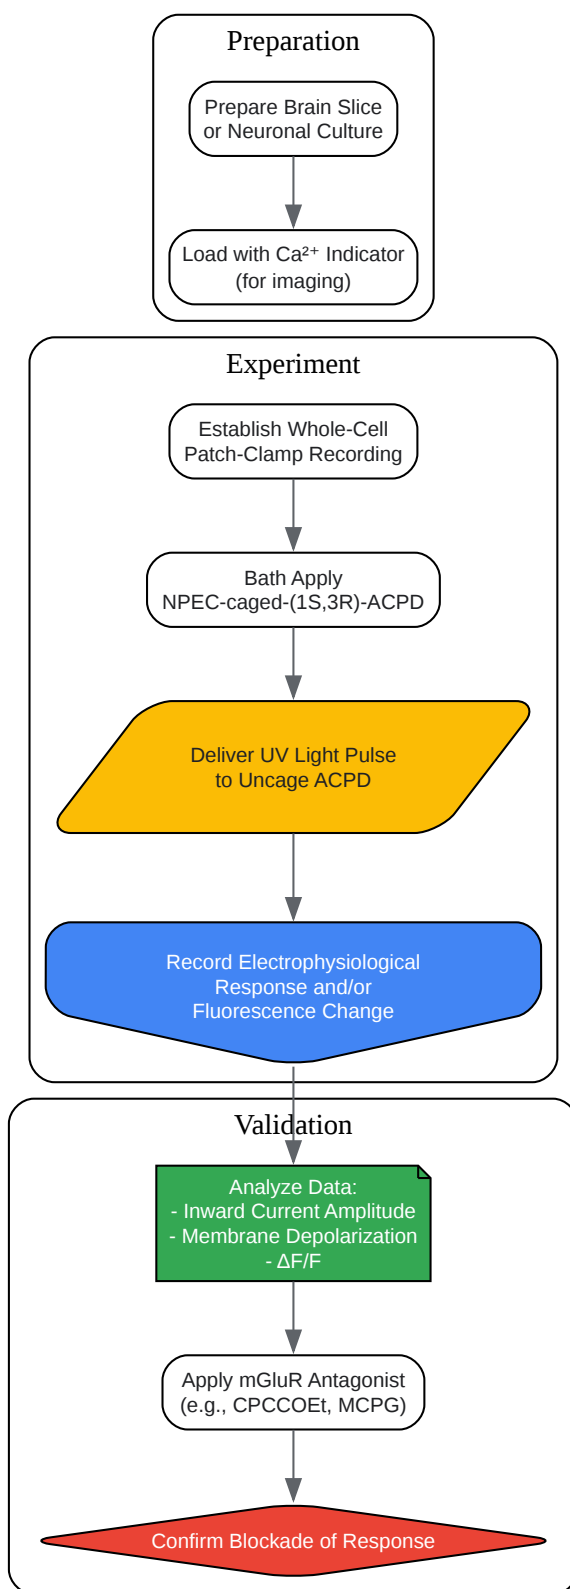 Preparation
Prepare Brain Slice
or Neuronal Culture
Load with Ca²⁺ Indicator
(for imaging)
Experiment
Establish Whole-Cell
Patch-Clamp Recording
Bath Apply
NPEC-caged-(1S,3R)-ACPD
Deliver UV Light Pulse
to Uncage ACPD
Record Electrophysiological
Response and/or
Fluorescence Change
Validation
Analyze Data:
- Inward Current Amplitude
- Membrane Depolarization
- ΔF/F
Apply mGluR Antagonist
(e.g., CPCCOEt, MCPG)
Confirm Blockade of Response